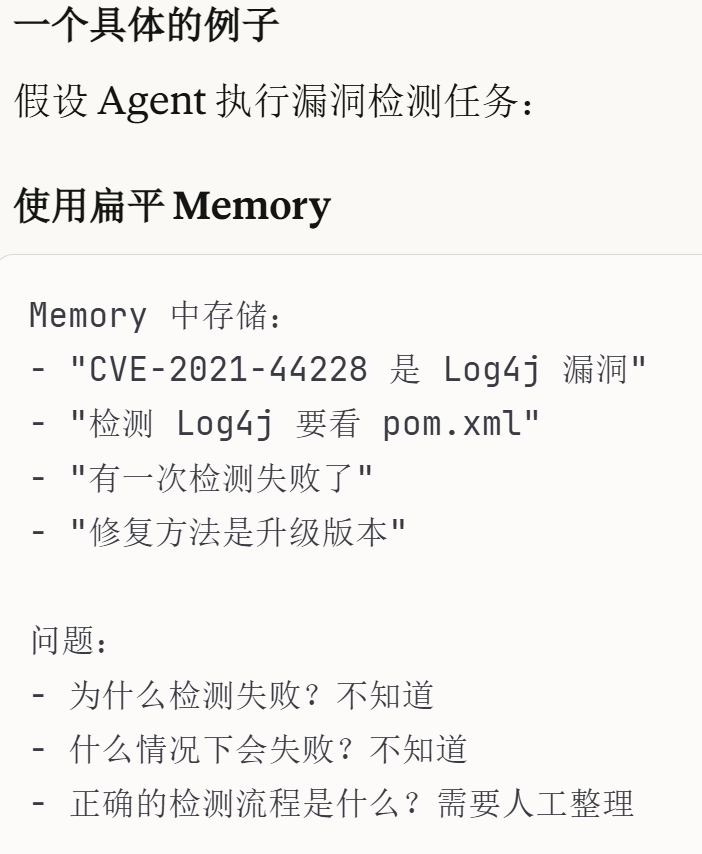 一个具体的例子
假设 Agent 执行漏洞检测任务：
使用扁平 Memory
Memory 中存储：
- "CVE-2021-44228 是 Log4j 漏洞"
- "检测 Log4j 要看 pom.xml"
- "有一次检测失败了"
- "修复方法是升级版本"
问题：
- 为什么检测失败？不知道
- 什么情况下会失败？不知道
- 正确的检测流程是什么？需要人工整理